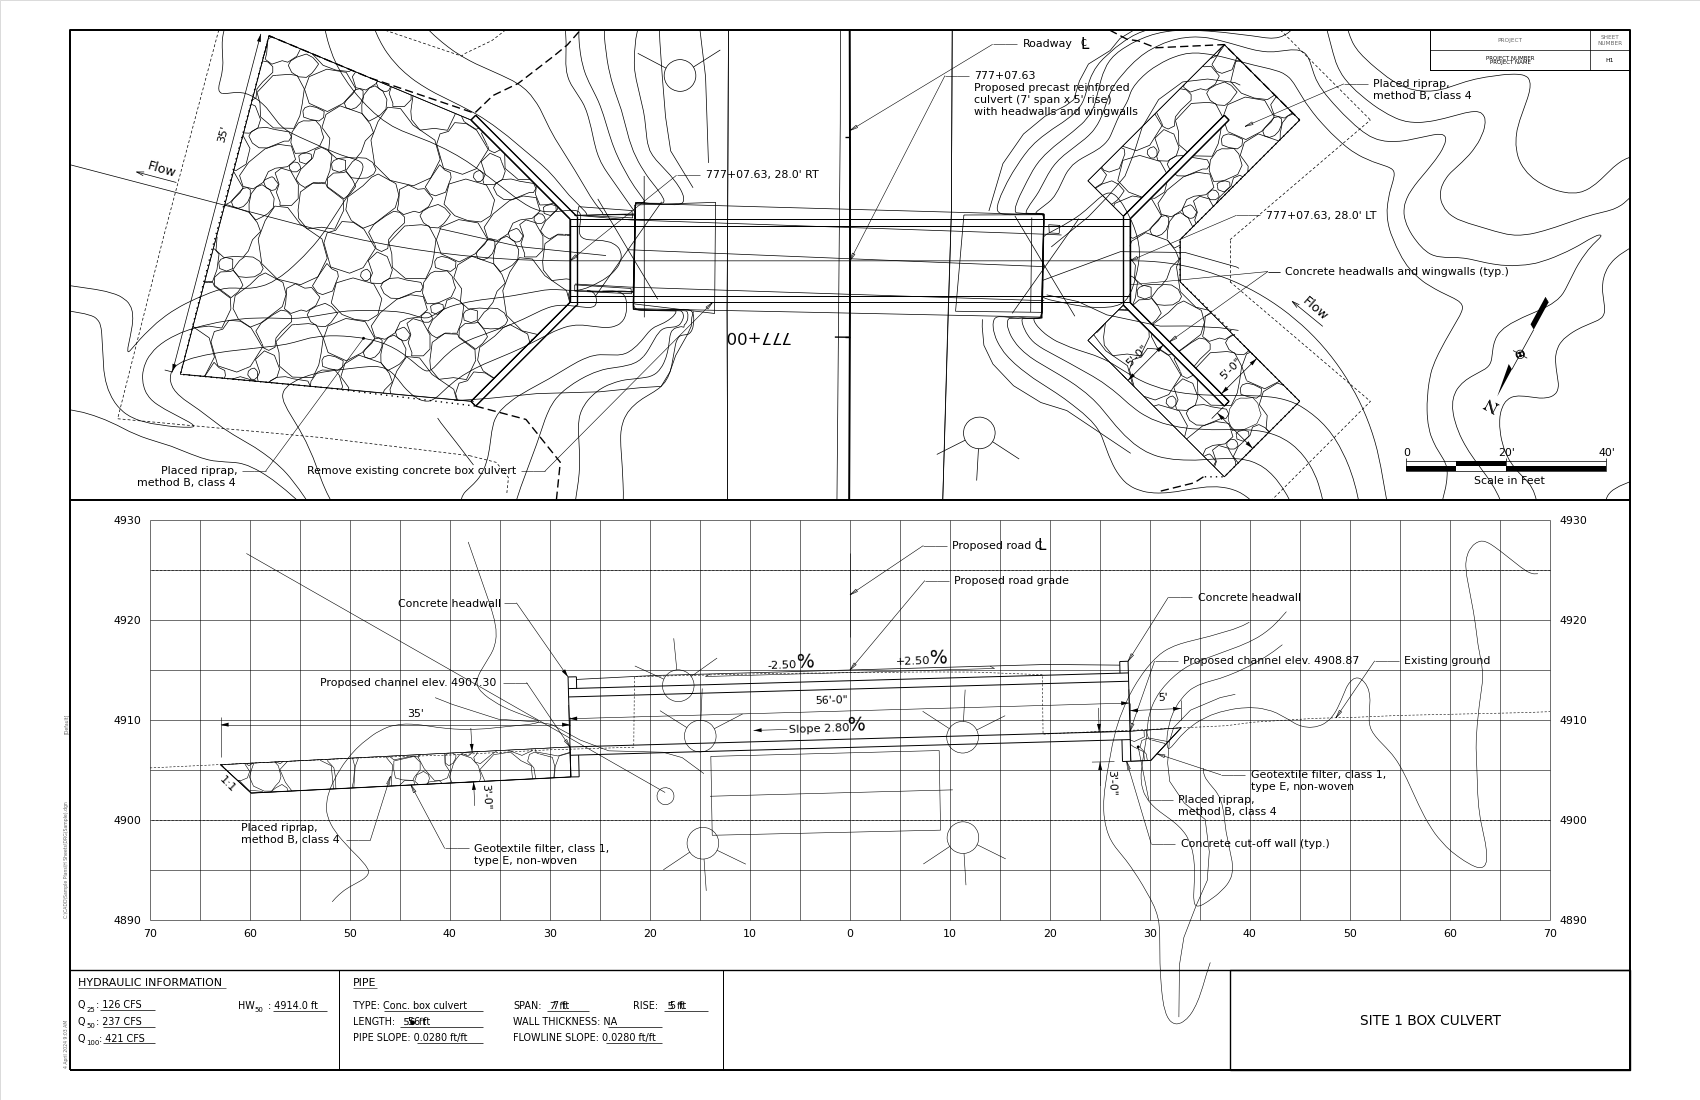 PROJECT
SHEET
NUMBER
PROJECT NUMBER
PROJECT NAME
H1
Roadway ℄
777+07.63
Proposed precast reinforced
culvert (7' span x 5' rise)
with headwalls and wingwalls
Placed riprap,
method B, class 4
35'
Flow
777+07.63, 28.0' RT
777+07.63, 28.0' LT
Concrete headwalls and wingwalls (typ.)
Flow
777+00
5'-0"
5'-0"
N
Placed riprap,
method B, class 4
Remove existing concrete box culvert
0 20' 40'
Scale in Feet
4930 4930
Proposed road ℄
Proposed road grade
Concrete headwall
Concrete headwall
4920 4920
-2.50%
+2.50%
Proposed channel elev. 4908.87
Existing ground
Proposed channel elev. 4907.30
56'-0"
5'
35'
4910 4910
Slope 2.80%
1:1
3'-0"
3'-0"
Geotextile filter, class 1,
type E, non-woven
Placed riprap,
method B, class 4
4900 4900
Placed riprap,
method B, class 4
Concrete cut-off wall (typ.)
Geotextile filter, class 1,
type E, non-woven
4890 4890
70 60 50 40 30 20 10 0 10 20 30 40 50 60 70
HYDRAULIC INFORMATION
Q25: 126 CFS HW50 : 4914.0 ft
Q50: 237 CFS
Q100: 421 CFS
PIPE
TYPE: Conc. box culvert SPAN: 7 ft RISE: 5 ft
LENGTH: 56 ft WALL THICKNESS: NA
PIPE SLOPE: 0.0280 ft/ft FLOWLINE SLOPE: 0.0280 ft/ft
SITE 1 BOX CULVERT